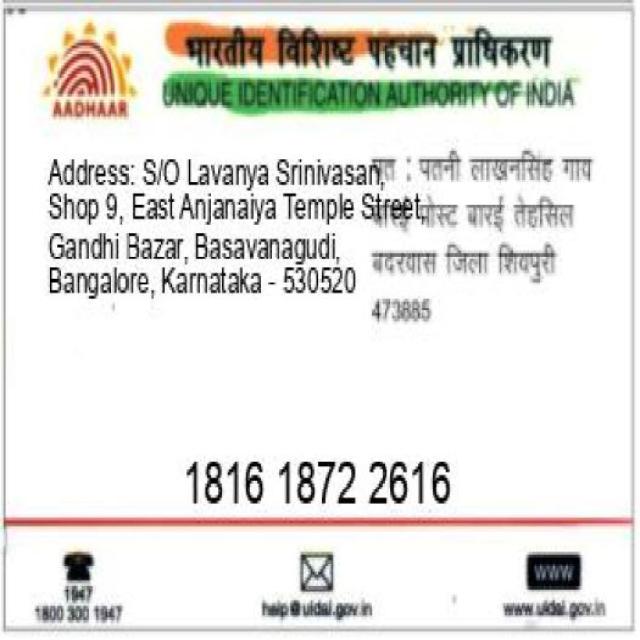 भारतीय विशिष्ट पहचान प्राधिकरण
AADHAAR
UNIQUE IDENTIFICATION AUTHORITY OF INDIA
Address: S/O Lavanya Srinivasan,
Shop 9, East Anjanaiya Temple Street,
Gandhi Bazar, Basavanagudi,
Bangalore, Karnataka - 530520
: पतनी लाखनसिंह गाव
पोस्ट बारई तेहसिल
बदरवास जिला शिवपुरी
473885
1816 1872 2616
1947
1800 300 1947
help@uidai.gov.in
WWW
www.uidai.gov.in